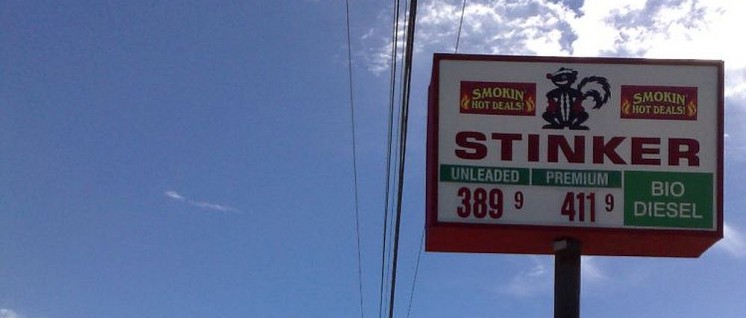 SMOKIN'
HOT DEALS!
SMOKIN'
HOT DEALS!
STINKER
UNLEADED PREMIUM
389 9 411 9
BIO
DIESEL